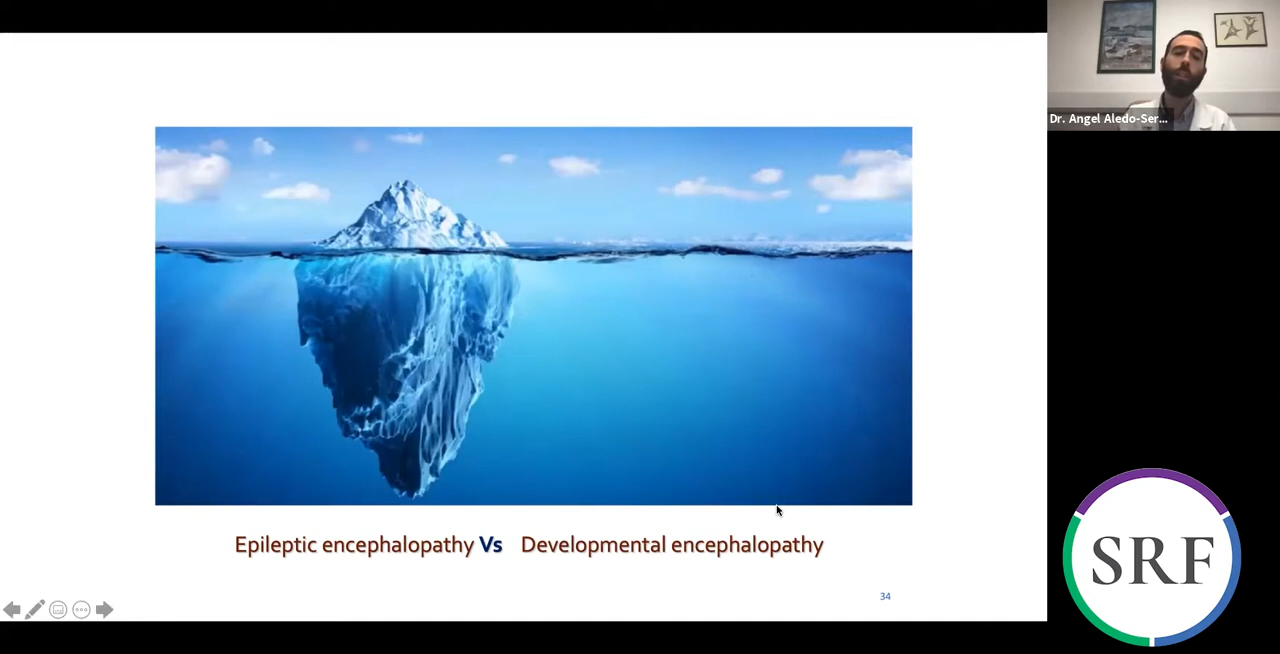 Dr. Angel Aledo-Ser...
Epileptic encephalopathy Vs Developmental encephalopathy
34
SRF